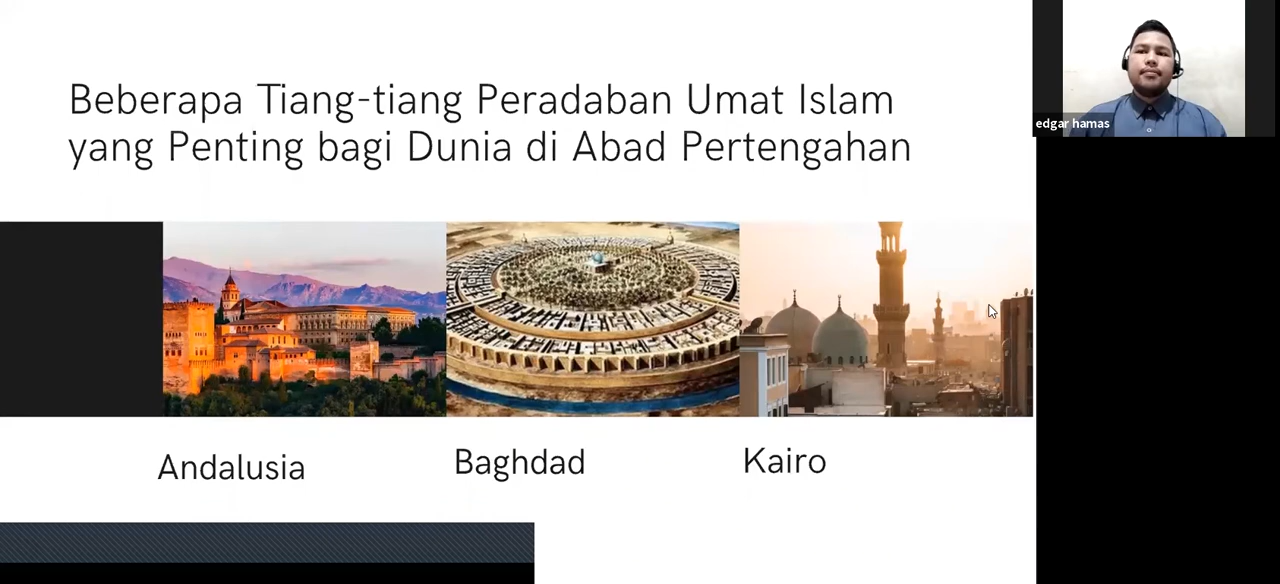 Beberapa Tiang-tiang Peradaban Umat Islam
yang Penting bagi Dunia di Abad Pertengahan
edgar hamas
Andalusia
Baghdad
Kairo